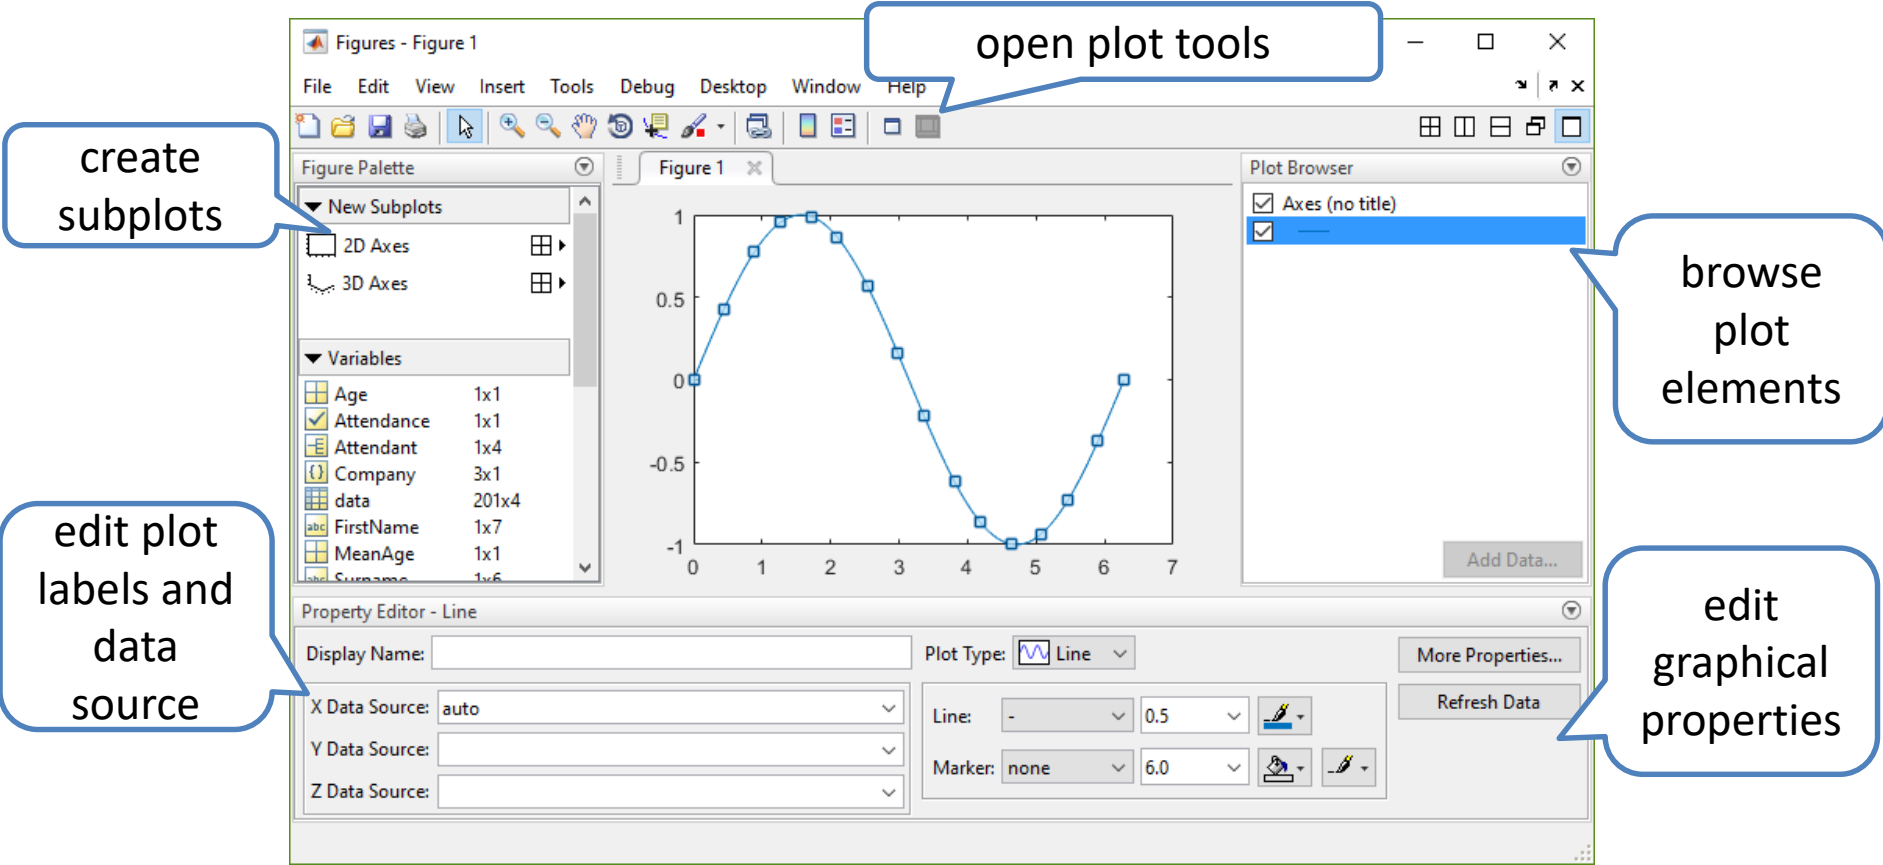 open plot tools
Figures - Figure 1
File Edit View Insert Tools Debug Desktop Window Help
create
subplots
Figure Palette
New Subplots
2D Axes
3D Axes
Variables
Age 1x1
Attendance 1x1
Attendant 1x4
Company 3x1
data 201x4
abc FirstName 1x7
MeanAge 1x1
abc Surname 1x6
Figure 1
1
0.5
0
-0.5
-1
0 1 2 3 4 5 6 7
Plot Browser
Axes (no title)
Add Data...
browse
plot
elements
edit plot
labels and
data
source
Property Editor - Line
Display Name:
X Data Source: auto
Y Data Source:
Z Data Source:
Plot Type: Line
Line: - 0.5
Marker: none 6.0
More Properties...
Refresh Data
edit
graphical
properties